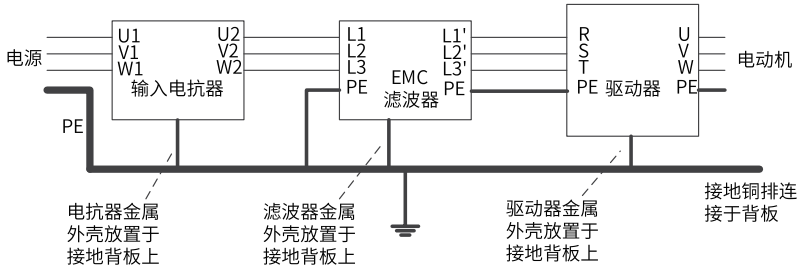 电源
PE
U1
V1
W1
U2
V2
W2
输入电抗器
L1
L2
L3
PE
EMC
滤波器
L1'
L2'
L3'
PE
R
S
T
PE
驱动器
U
V
W
PE
电动机
电抗器金属
外壳放置于
接地背板上
滤波器金属
外壳放置于
接地背板上
驱动器金属
外壳放置于
接地背板上
接地铜排连
接于背板